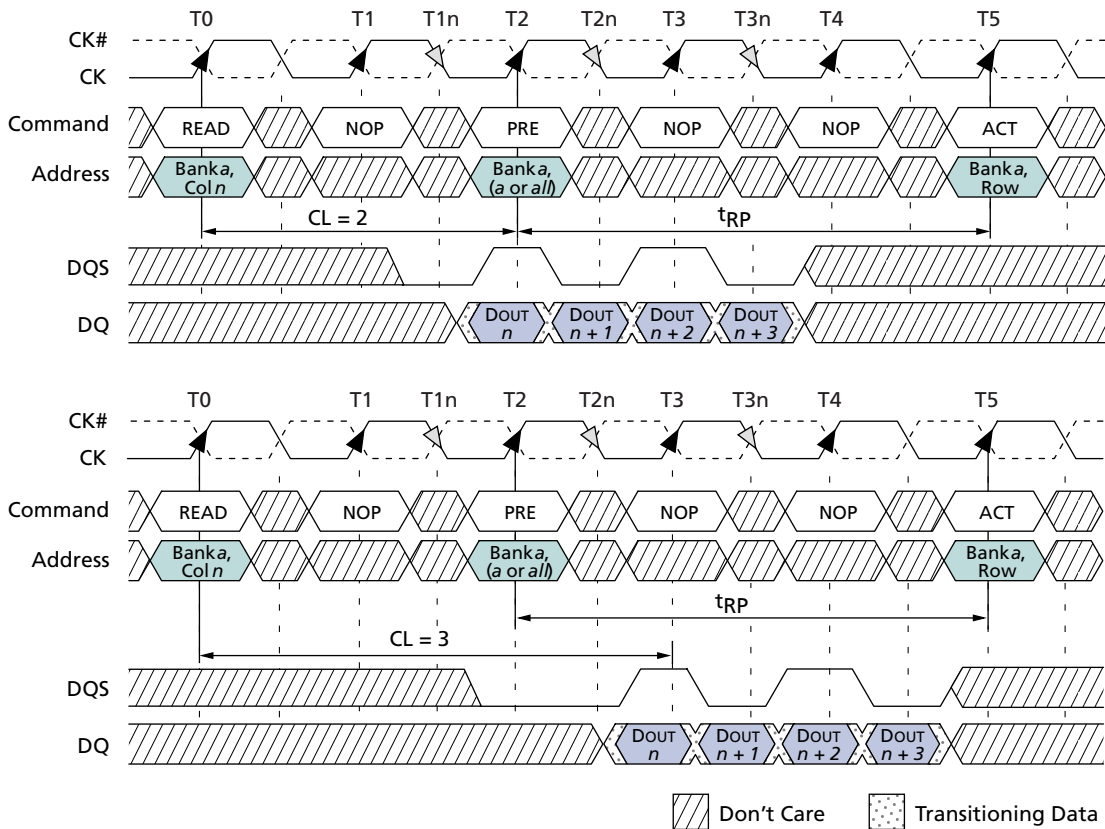 T0 T1 T1n T2 T2n T3 T3n T4 T5
CK#
CK
Command READ NOP PRE NOP NOP ACT
Address Bank a, Col n Bank a, (a or all) Bank a, Row
CL = 2 tRP
DQS
DQ DOUT n DOUT n + 1 DOUT n + 2 DOUT n + 3
T0 T1 T1n T2 T2n T3 T3n T4 T5
CK#
CK
Command READ NOP PRE NOP NOP ACT
Address Bank a, Col n Bank a, (a or all) Bank a, Row
tRP
CL = 3
DQS
DQ DOUT n DOUT n + 1 DOUT n + 2 DOUT n + 3
Don't Care Transitioning Data